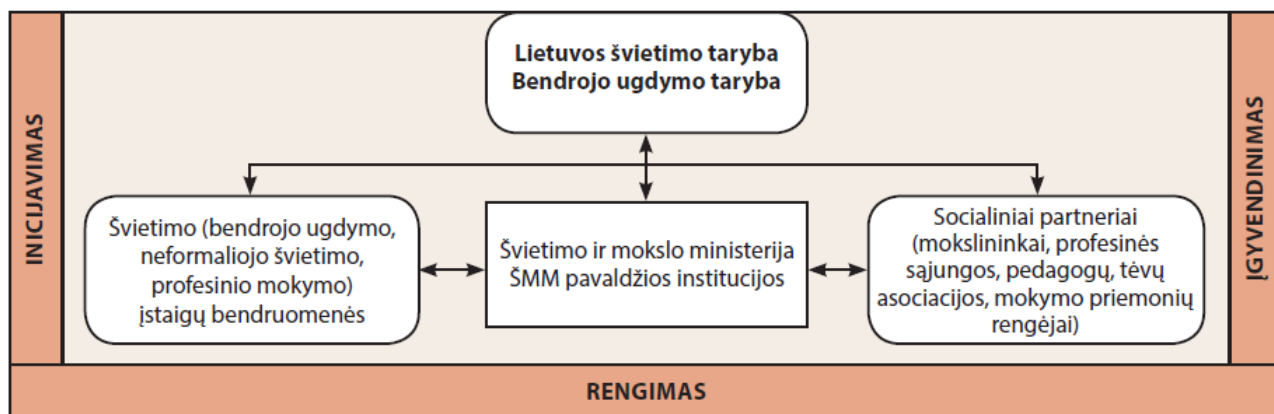 Lietuvos švietimo taryba
Bendrojo ugdymo taryba
INICIJAVIMAS
Švietimo (bendrojo ugdymo,
neformaliojo švietimo,
profesinio mokymo)
įstaigų bendruomenės
Švietimo ir mokslo ministerija
ŠMM pavaldžios institucijos
Socialiniai partneriai
(mokslininkai, profesinės
sąjungos, pedagogų, tėvų
asociacijos, mokymo priemonių
rengėjai)
ĮGYVENDINIMAS
RENGIMAS